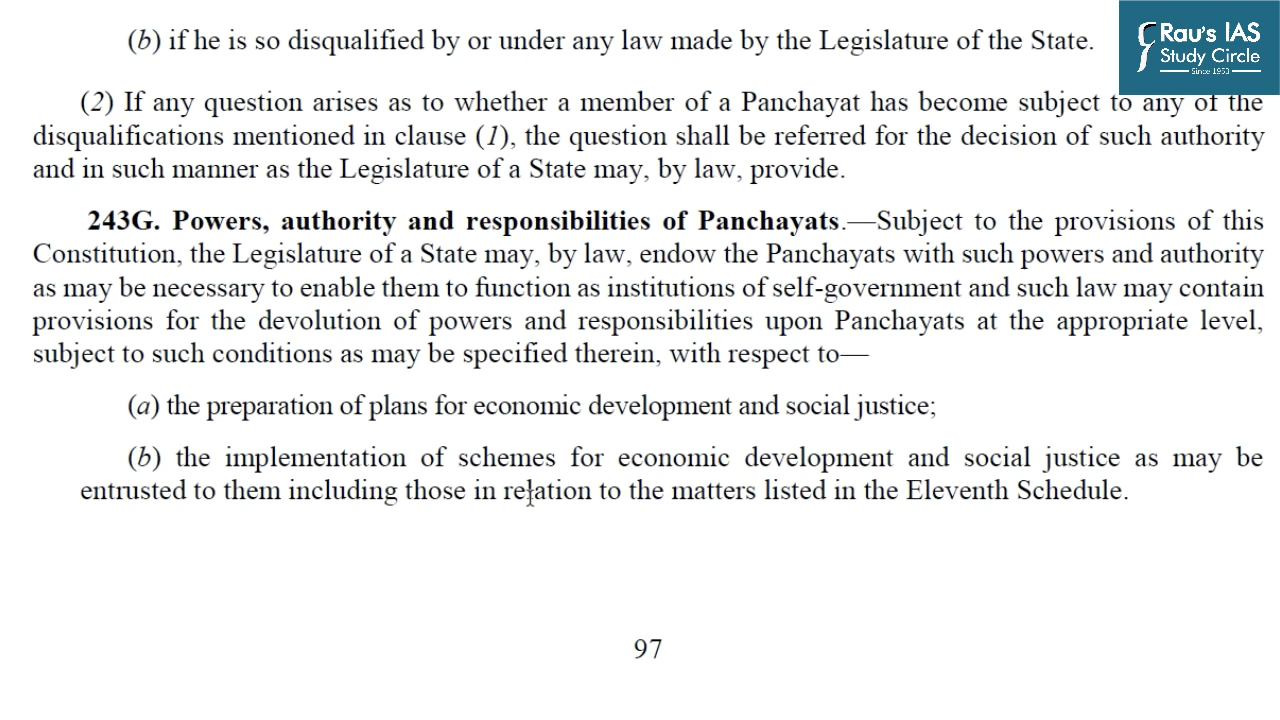 (b) if he is so disqualified by or under any law made by the Legislature of the State.
Rau's IAS
Study Circle
Since 1953
(2) If any question arises as to whether a member of a Panchayat has become subject to any of the
disqualifications mentioned in clause (1), the question shall be referred for the decision of such authority
and in such manner as the Legislature of a State may, by law, provide.
243G. Powers, authority and responsibilities of Panchayats.—Subject to the provisions of this
Constitution, the Legislature of a State may, by law, endow the Panchayats with such powers and authority
as may be necessary to enable them to function as institutions of self-government and such law may contain
provisions for the devolution of powers and responsibilities upon Panchayats at the appropriate level,
subject to such conditions as may be specified therein, with respect to—
(a) the preparation of plans for economic development and social justice;
(b) the implementation of schemes for economic development and social justice as may be
entrusted to them including those in relation to the matters listed in the Eleventh Schedule.
97